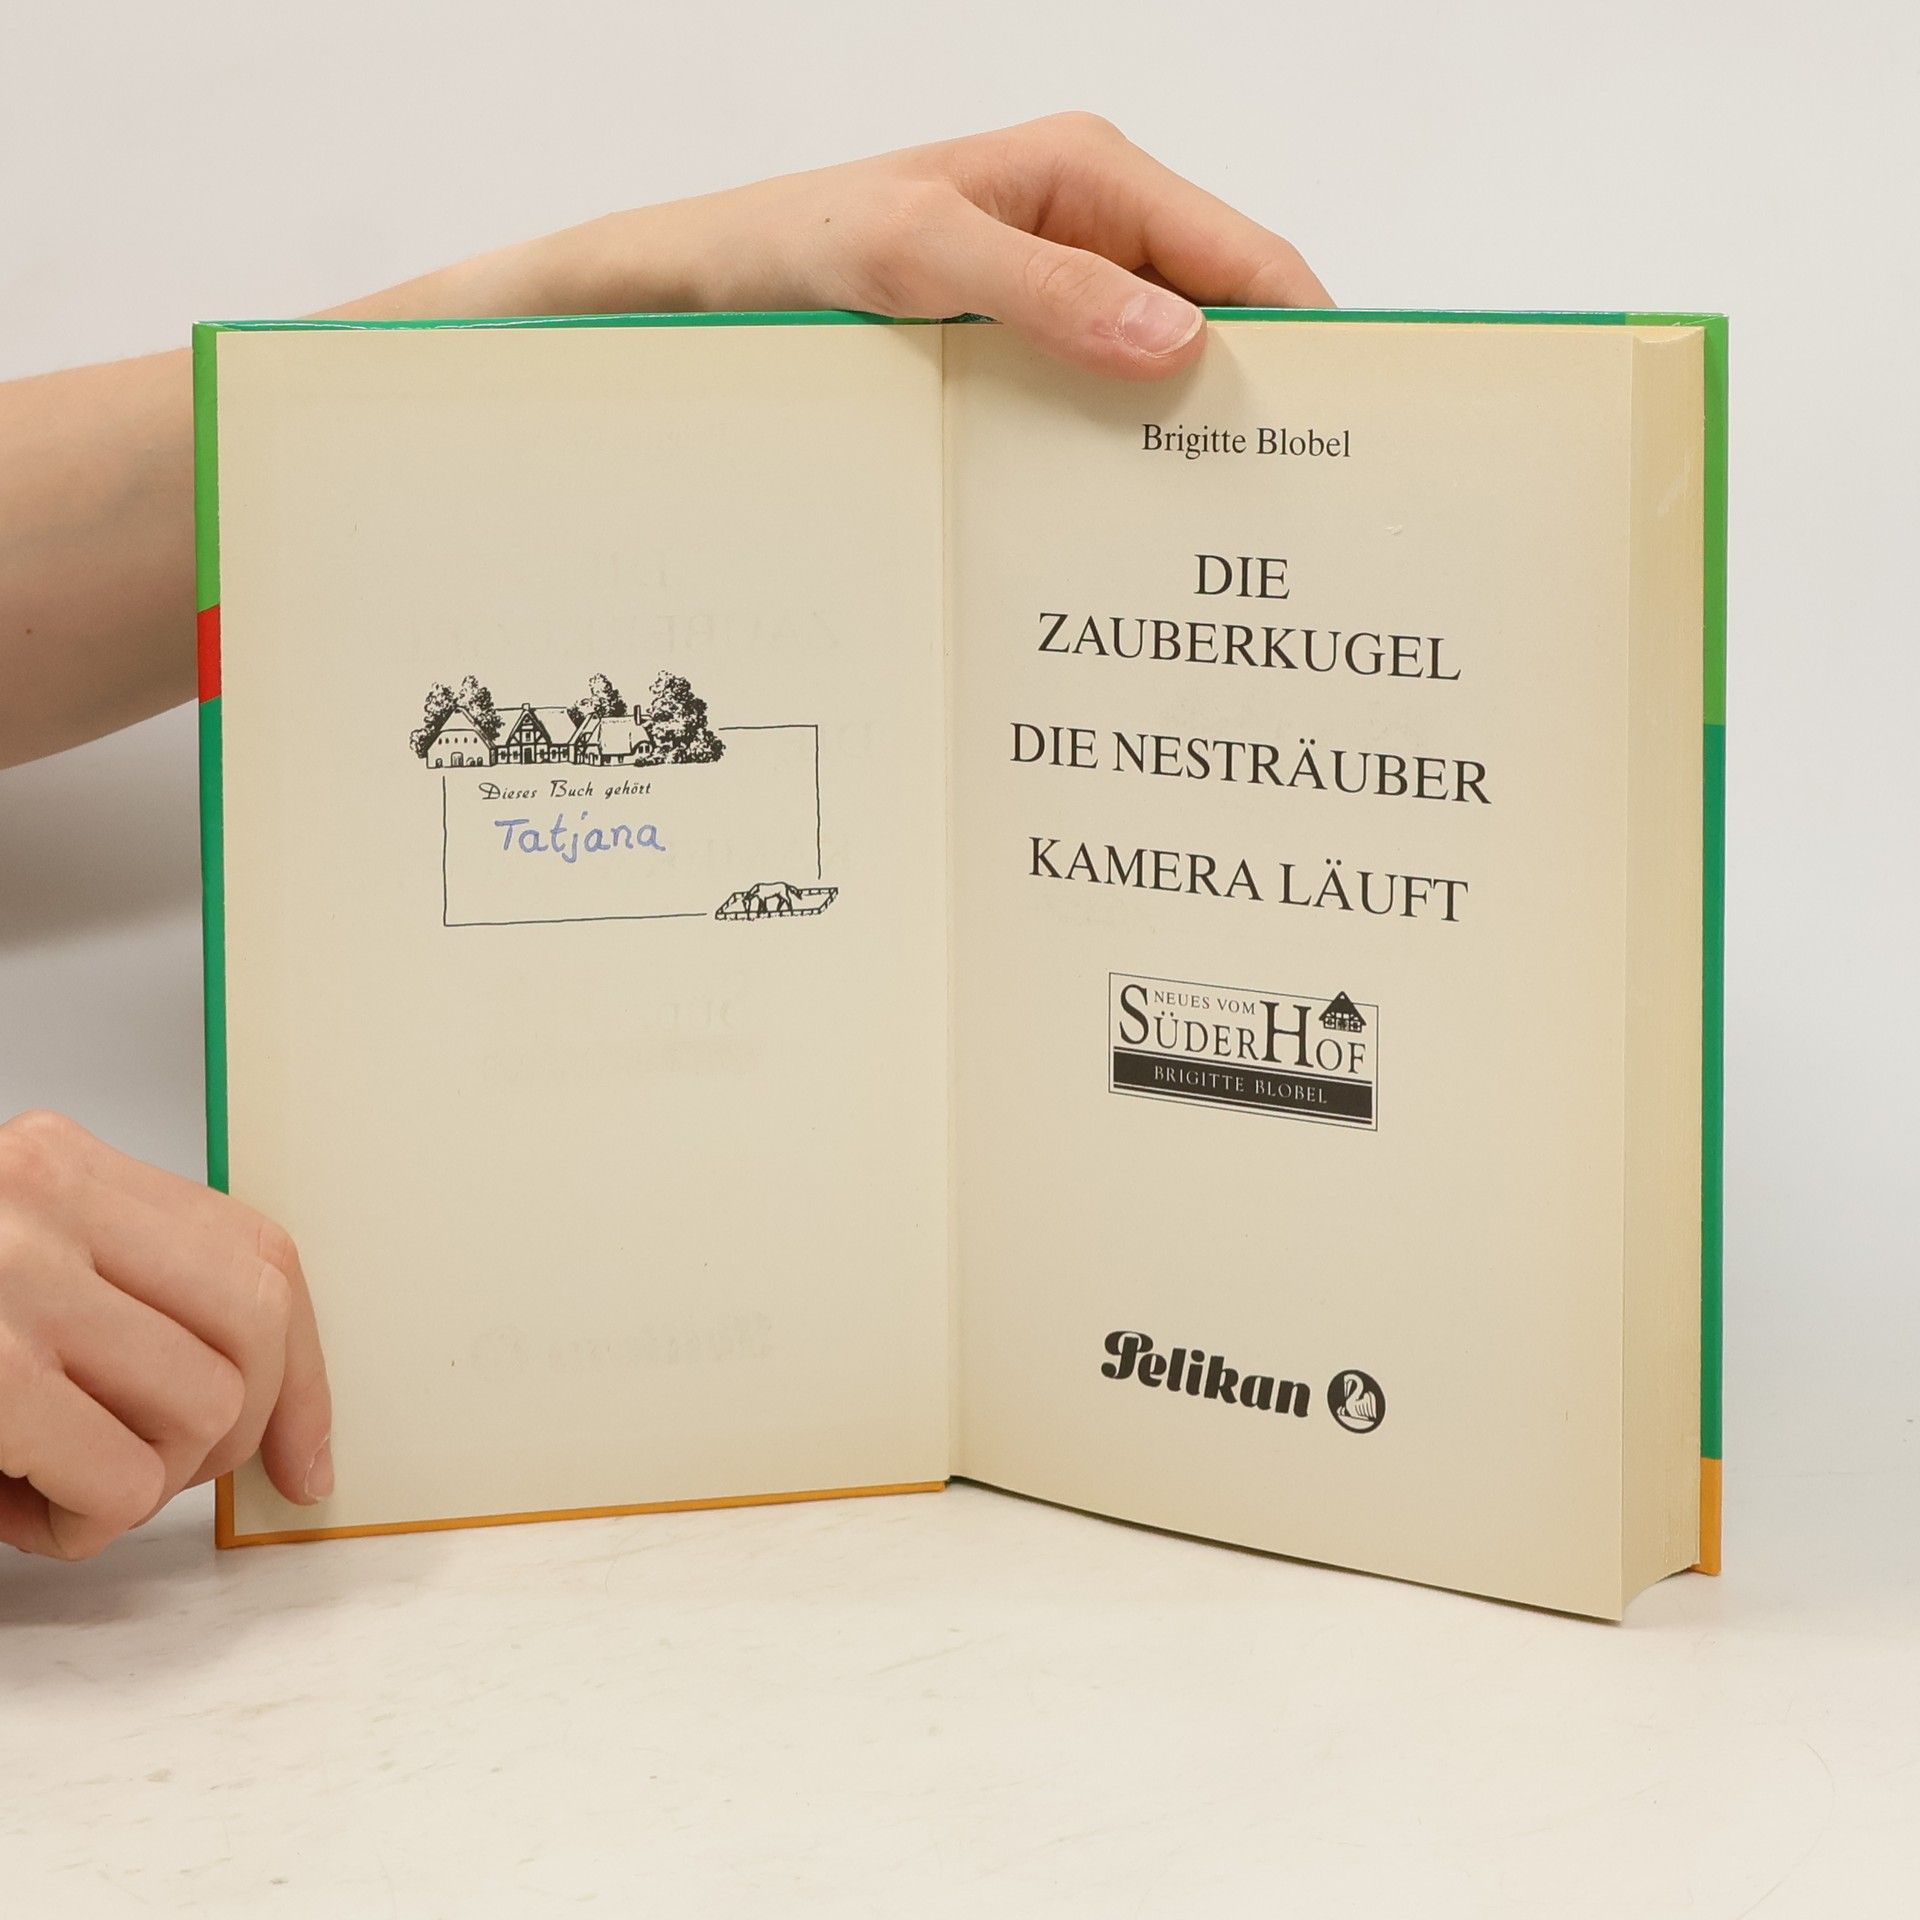 Dieses Buch gehört
Tatjana
Brigitte Blobel
DIE
ZAUBERKUGEL
DIE NESTRÄUBER
KAMERA LÄUFT
NEUES VOM
SÜDERHOF
BRIGITTE BLOBEL
Pelikan